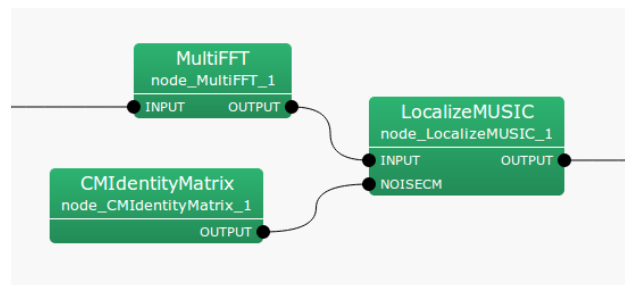 MultiFFT
node_MultiFFT_1
INPUT OUTPUT
LocalizeMUSIC
node_LocalizeMUSIC_1
INPUT OUTPUT
NOISECM
CMIdentityMatrix
node_CMIdentityMatrix_1
OUTPUT